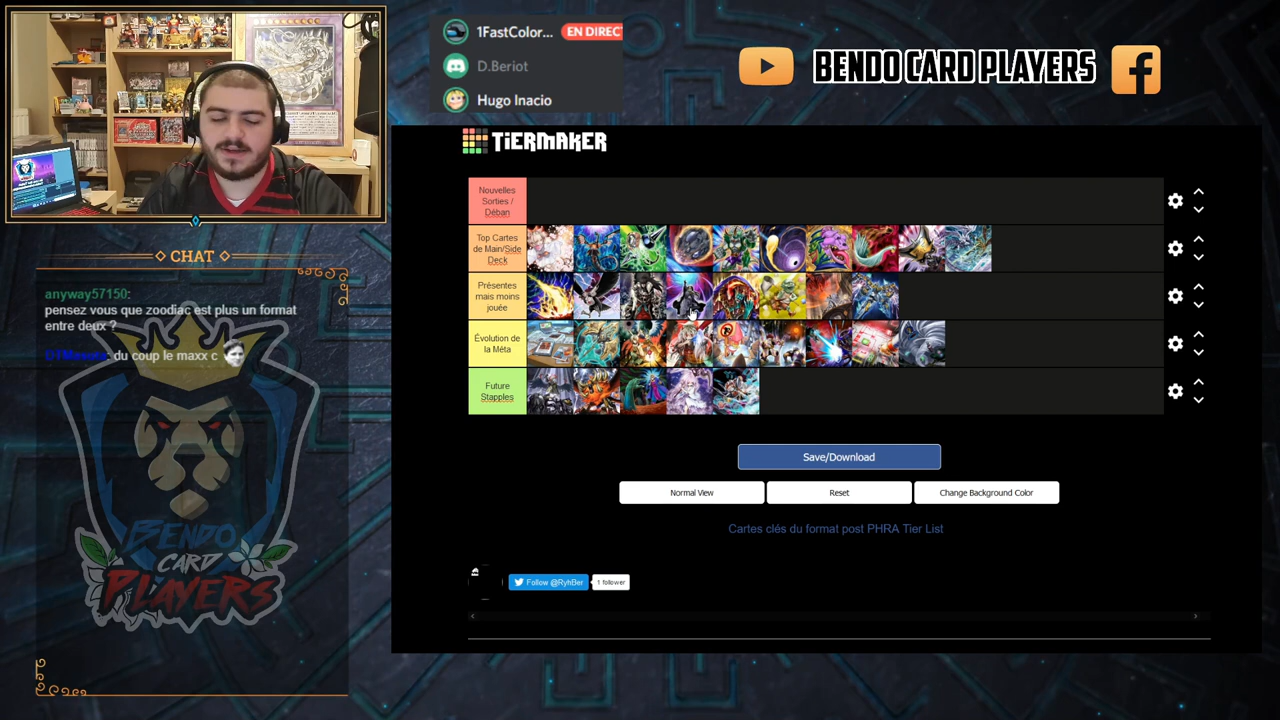 1FastColor...
EN DIREC
D.Beriot
Hugo Inacio
BENDO CARD PLAYERS
TIERMAKER
Nouvelles
Sorties /
Déban
Top Cartes
de Main/Side
Deck
Présentes
mais moins
jouée
Évolution de
la Méta
Future
Stapples
Save/Download
Normal View
Reset
Change Background Color
Cartes clés du format post PHRA Tier List
Follow @RyhBer
1 follower
CHAT
anyway57150:
pensez vous que zoodiac est plus un format
entre deux ?
: du coup le maxx c
BENDO
CARD
PLAYERS